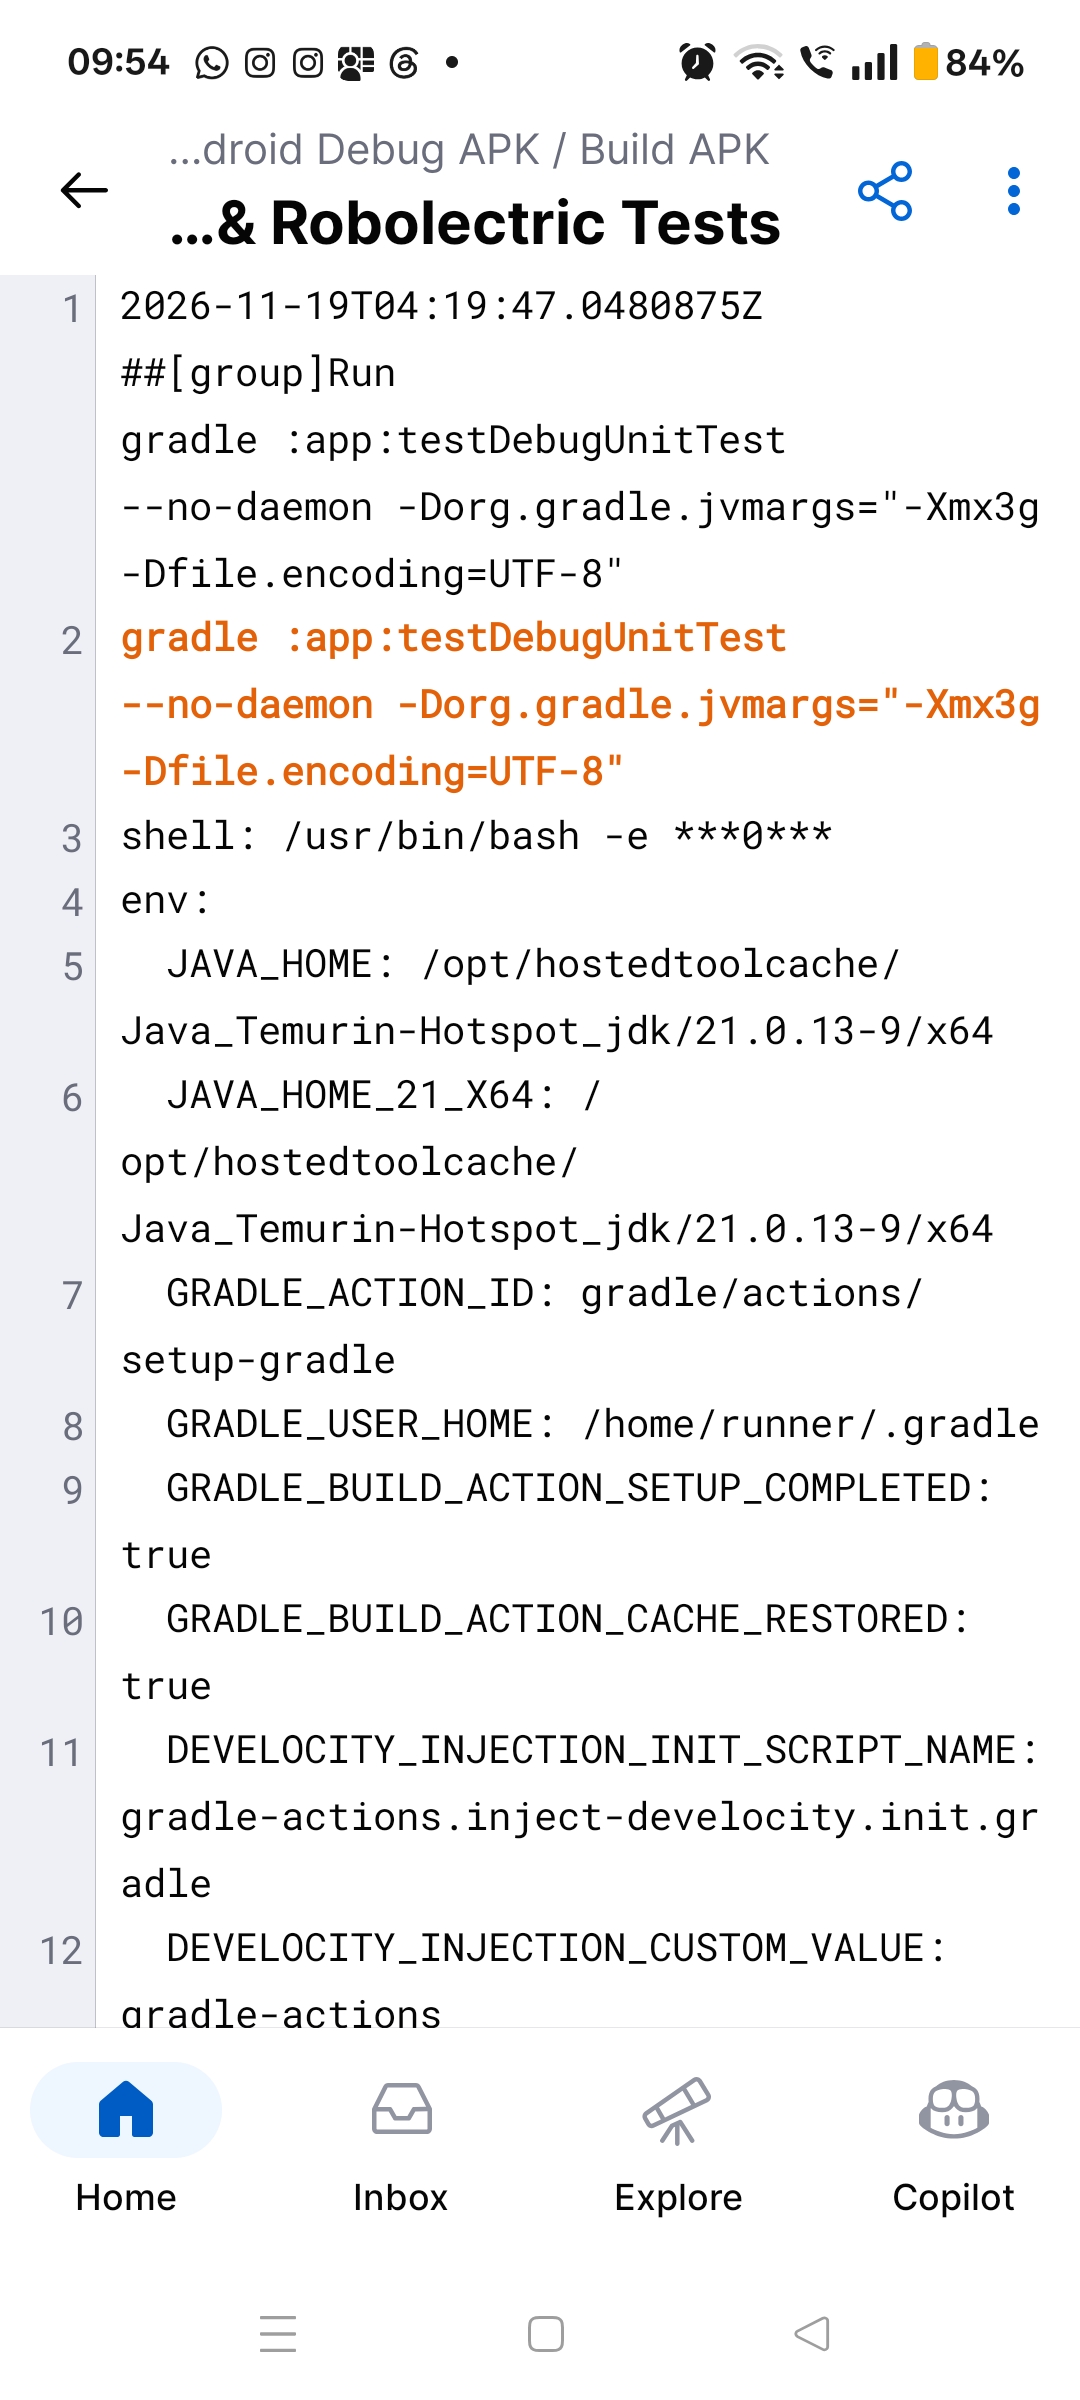 09:54
84%
...droid Debug APK / Build APK
...& Robolectric Tests
1 2026-11-19T04:19:47.0480875Z
##[group]Run
gradle :app:testDebugUnitTest
--no-daemon -Dorg.gradle.jvmargs="-Xmx3g
-Dfile.encoding=UTF-8"
2 gradle :app:testDebugUnitTest
--no-daemon -Dorg.gradle.jvmargs="-Xmx3g
-Dfile.encoding=UTF-8"
3 shell: /usr/bin/bash -e ***0***
4 env:
5 JAVA_HOME: /opt/hostedtoolcache/
Java_Temurin-Hotspot_jdk/21.0.13-9/x64
6 JAVA_HOME_21_X64: /
opt/hostedtoolcache/
Java_Temurin-Hotspot_jdk/21.0.13-9/x64
7 GRADLE_ACTION_ID: gradle/actions/
setup-gradle
8 GRADLE_USER_HOME: /home/runner/.gradle
9 GRADLE_BUILD_ACTION_SETUP_COMPLETED:
true
10 GRADLE_BUILD_ACTION_CACHE_RESTORED:
true
11 DEVELOCITY_INJECTION_INIT_SCRIPT_NAME:
gradle-actions.inject-develocity.init.gr
adle
12 DEVELOCITY_INJECTION_CUSTOM_VALUE:
gradle-actions
Home
Inbox
Explore
Copilot